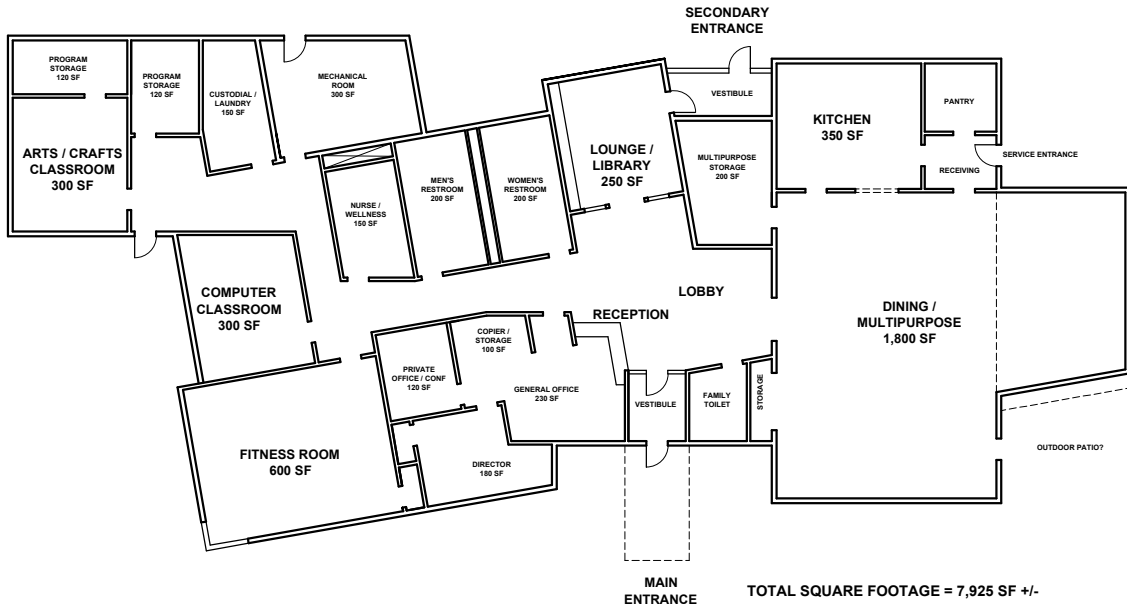 SECONDARY
ENTRANCE
PROGRAM
STORAGE
120 SF
PROGRAM
STORAGE
120 SF
CUSTODIAL /
LAUNDRY
150 SF
MECHANICAL
ROOM
300 SF
VESTIBULE
KITCHEN
350 SF
PANTRY
ARTS / CRAFTS
CLASSROOM
300 SF
LOUNGE /
LIBRARY
250 SF
MULTIPURPOSE
STORAGE
200 SF
SERVICE ENTRANCE
RECEIVING
NURSE /
WELLNESS
150 SF
MEN'S
RESTROOM
200 SF
WOMEN'S
RESTROOM
200 SF
COMPUTER
CLASSROOM
300 SF
LOBBY
RECEPTION
DINING /
MULTIPURPOSE
1,800 SF
COPIER /
STORAGE
100 SF
PRIVATE
OFFICE / CONF
120 SF
GENERAL OFFICE
230 SF
VESTIBULE
FAMILY
TOILET
STORAGE
FITNESS ROOM
600 SF
DIRECTOR
180 SF
OUTDOOR PATIO?
MAIN
ENTRANCE
TOTAL SQUARE FOOTAGE = 7,925 SF +/-